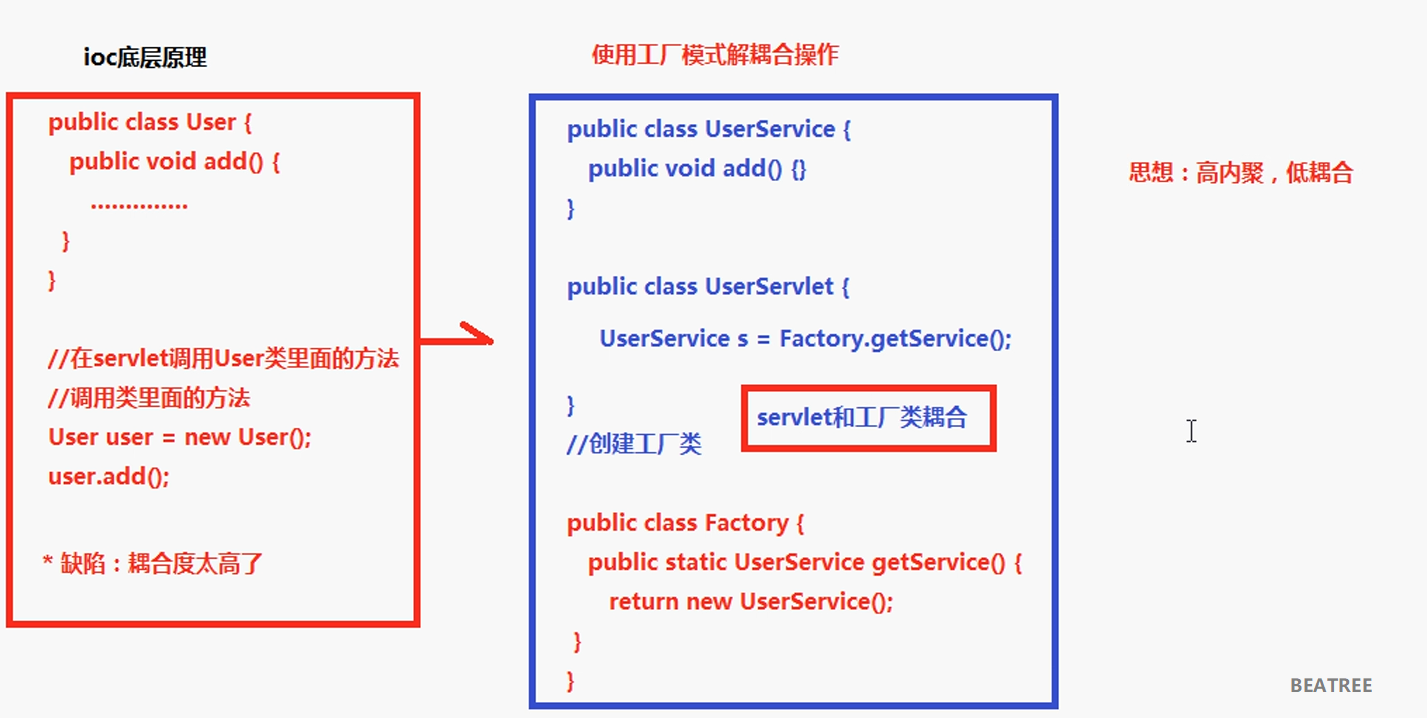 ioc底层原理
public class User {
public void add() {
..............
}
}
//在servlet调用User类里面的方法
//调用类里面的方法
User user = new User();
user.add();
* 缺陷：耦合度太高了
使用工厂模式解耦合操作
public class UserService {
public void add() {}
}
public class UserServlet {
UserService s = Factory.getService();
}
servlet和工厂类耦合
//创建工厂类
public class Factory {
public static UserService getService() {
return new UserService();
}
}
思想：高内聚，低耦合
BEATREE